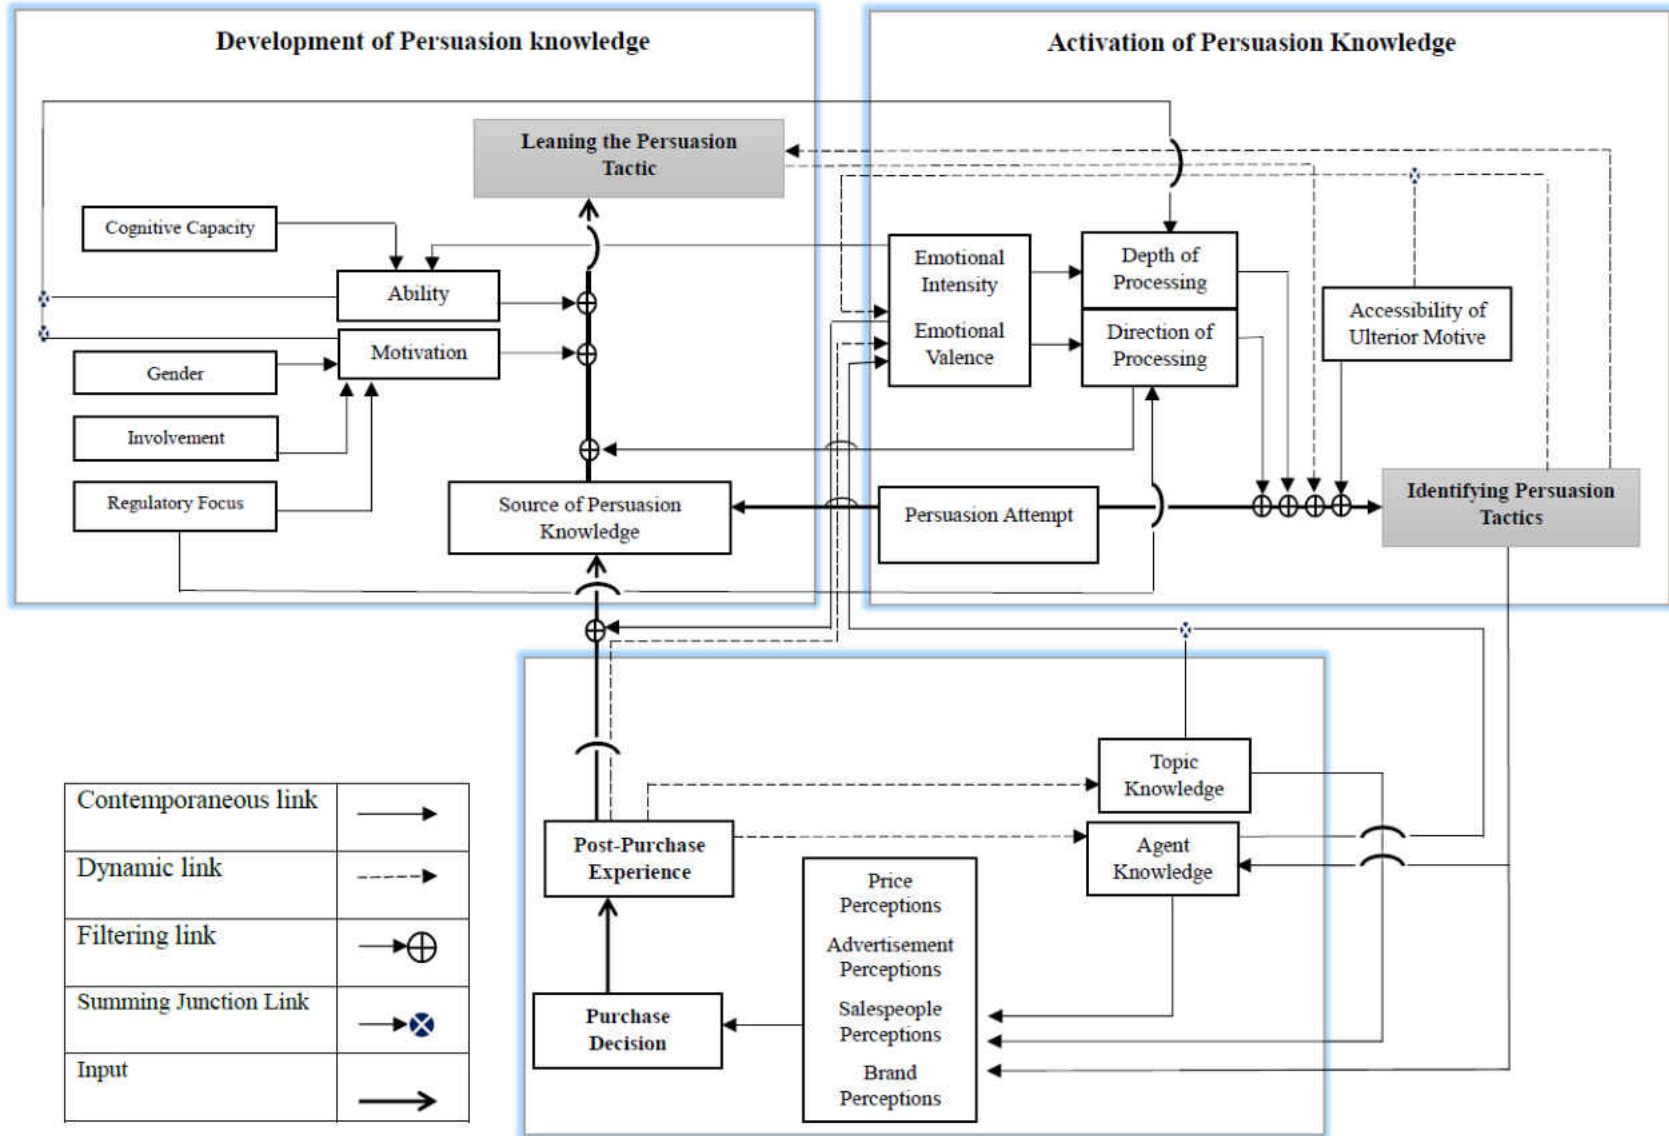 Development of Persuasion knowledge
Activation of Persuasion Knowledge
Leaning the Persuasion
Tactic
Cognitive Capacity
Ability
Motivation
Gender
Involvement
Regulatory Focus
Source of Persuasion
Knowledge
Emotional
Intensity
Emotional
Valence
Depth of
Processing
Direction of
Processing
Accessibility of
Ulterior Motive
Persuasion Attempt
Identifying Persuasion
Tactics
Topic
Knowledge
Agent
Knowledge
Post-Purchase
Experience
Purchase
Decision
Price
Perceptions
Advertisement
Perceptions
Salespeople
Perceptions
Brand
Perceptions
Contemporaneous link
Dynamic link
Filtering link
Summing Junction Link
Input